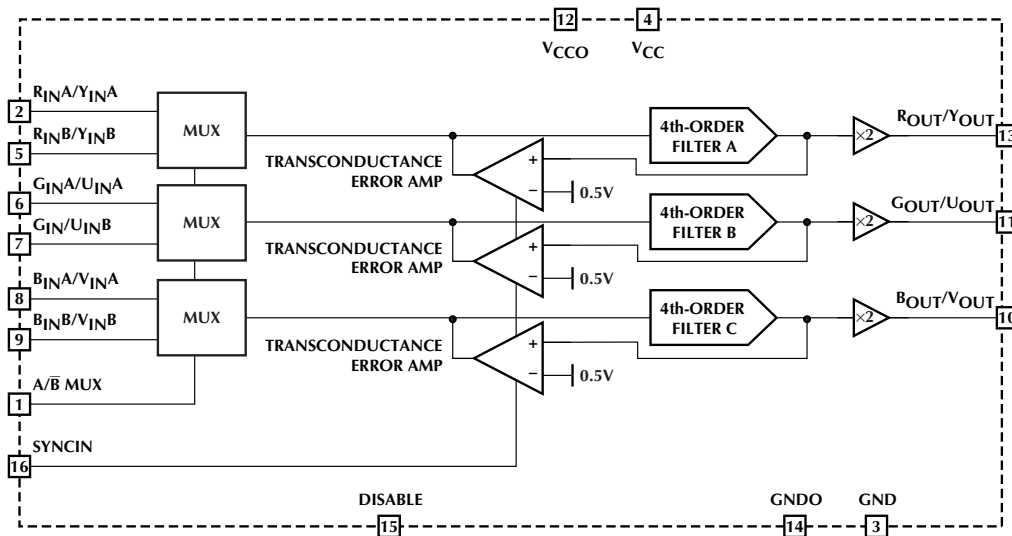 12
4
VCCO
VCC
RINA/YINA
2
MUX
4th-ORDER
FILTER A
×2
ROUT/YOUT
13
RINB/YINB
5
TRANSCONDUCTANCE
ERROR AMP
+
−
0.5V
GINA/UINA
6
MUX
4th-ORDER
FILTER B
×2
GOUT/UOUT
11
GIN/UINB
7
TRANSCONDUCTANCE
ERROR AMP
+
−
0.5V
BINA/VINA
8
MUX
4th-ORDER
FILTER C
×2
BOUT/VOUT
10
BINB/VINB
9
TRANSCONDUCTANCE
ERROR AMP
+
−
0.5V
A/B̅ MUX
1
SYNCIN
16
DISABLE
15
GNDO
14
GND
3